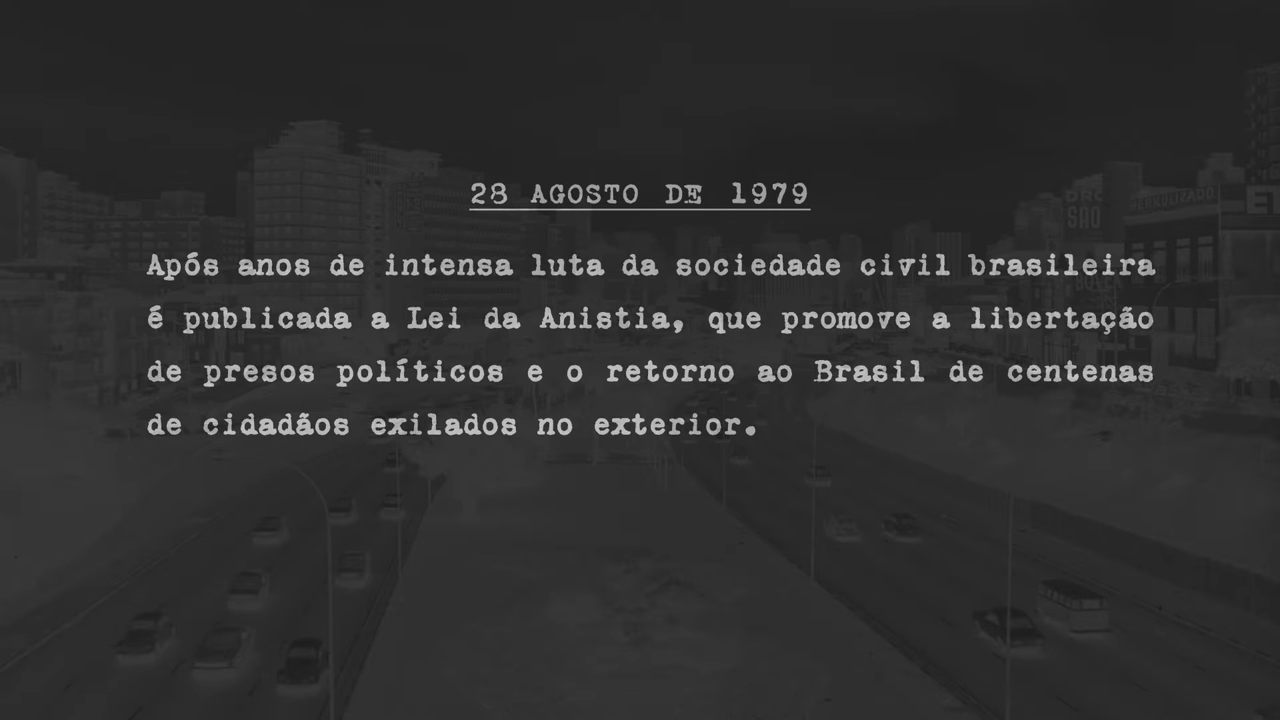 28 AGOSTO DE 1979
Após anos de intensa luta da sociedade civil brasileira
é publicada a Lei da Anistia, que promove a libertação
de presos políticos e o retorno ao Brasil de centenas
de cidadãos exilados no exterior.